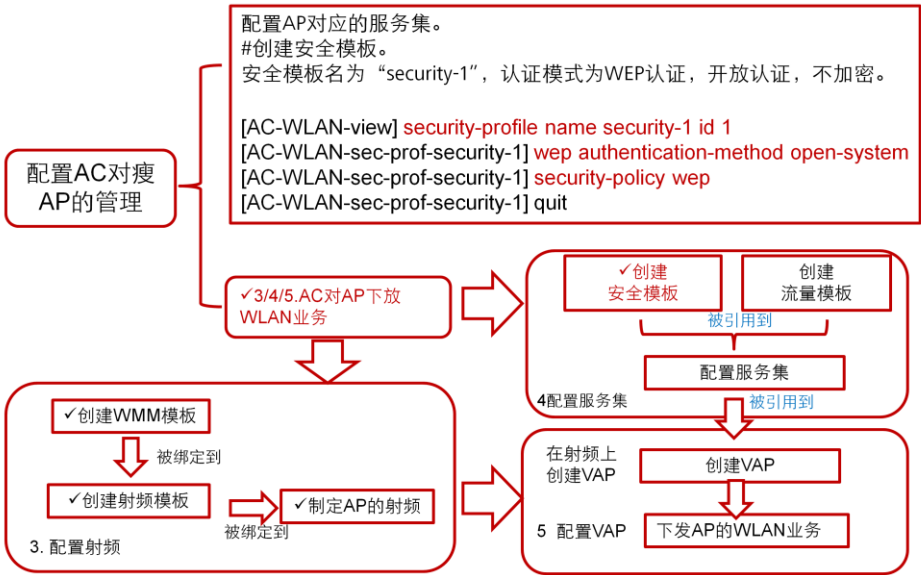 配置AP对应的服务集。
#创建安全模板。
安全模板名为“security-1”，认证模式为WEP认证，开放认证，不加密。
[AC-WLAN-view] security-profile name security-1 id 1
[AC-WLAN-sec-prof-security-1] wep authentication-method open-system
[AC-WLAN-sec-prof-security-1] security-policy wep
[AC-WLAN-sec-prof-security-1] quit
配置AC对瘦
AP的管理
✓3/4/5.AC对AP下放
WLAN业务
✓创建
安全模板
创建
流量模板
被引用到
配置服务集
4配置服务集
被引用到
✓创建WMM模板
被绑定到
✓创建射频模板
被绑定到
✓制定AP的射频
3. 配置射频
在射频上
创建VAP
创建VAP
5 配置VAP
下发AP的WLAN业务